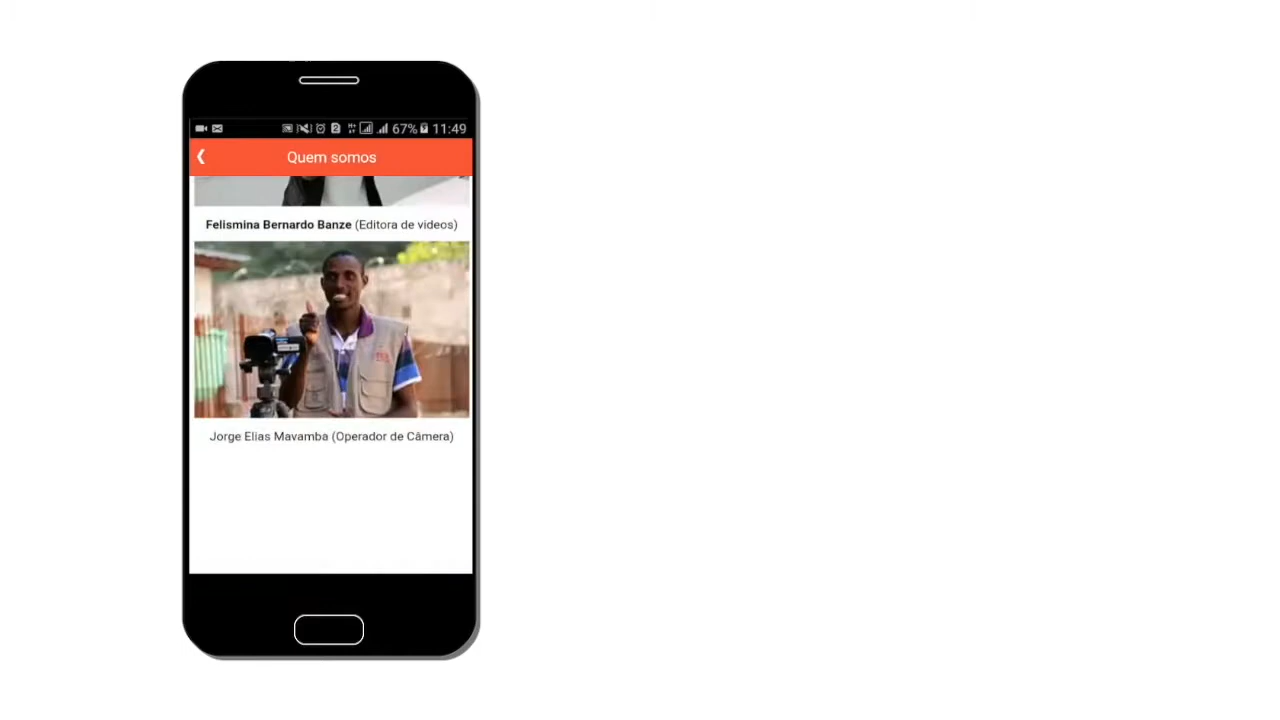 67% 11:49
Quem somos
Felismina Bernardo Banze (Editora de videos)
Jorge Elias Mavamba (Operador de Câmera)